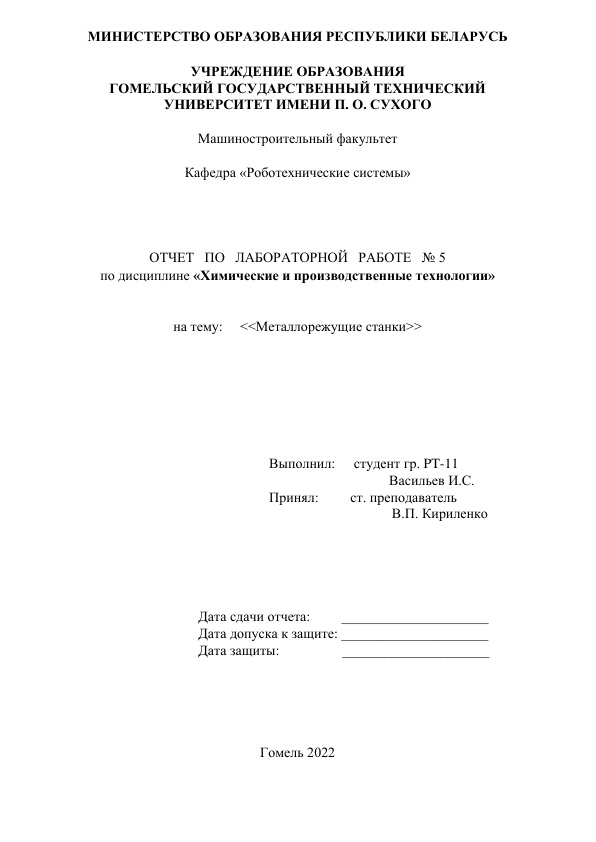 МИНИСТЕРСТВО ОБРАЗОВАНИЯ РЕСПУБЛИКИ БЕЛАРУСЬ
УЧРЕЖДЕНИЕ ОБРАЗОВАНИЯ
ГОМЕЛЬСКИЙ ГОСУДАРСТВЕННЫЙ ТЕХНИЧЕСКИЙ
УНИВЕРСИТЕТ ИМЕНИ П. О. СУХОГО
Машиностроительный факультет
Кафедра «Роботехнические системы»
ОТЧЕТ ПО ЛАБОРАТОРНОЙ РАБОТЕ № 5
по дисциплине «Химические и производственные технологии»
на тему: <<Металлорежущие станки>>
Выполнил: студент гр. РТ-11
Васильев И.С.
Принял: ст. преподаватель
В.П. Кириленко
Дата сдачи отчета: _____________________
Дата допуска к защите: _____________________
Дата защиты: _____________________
Гомель 2022